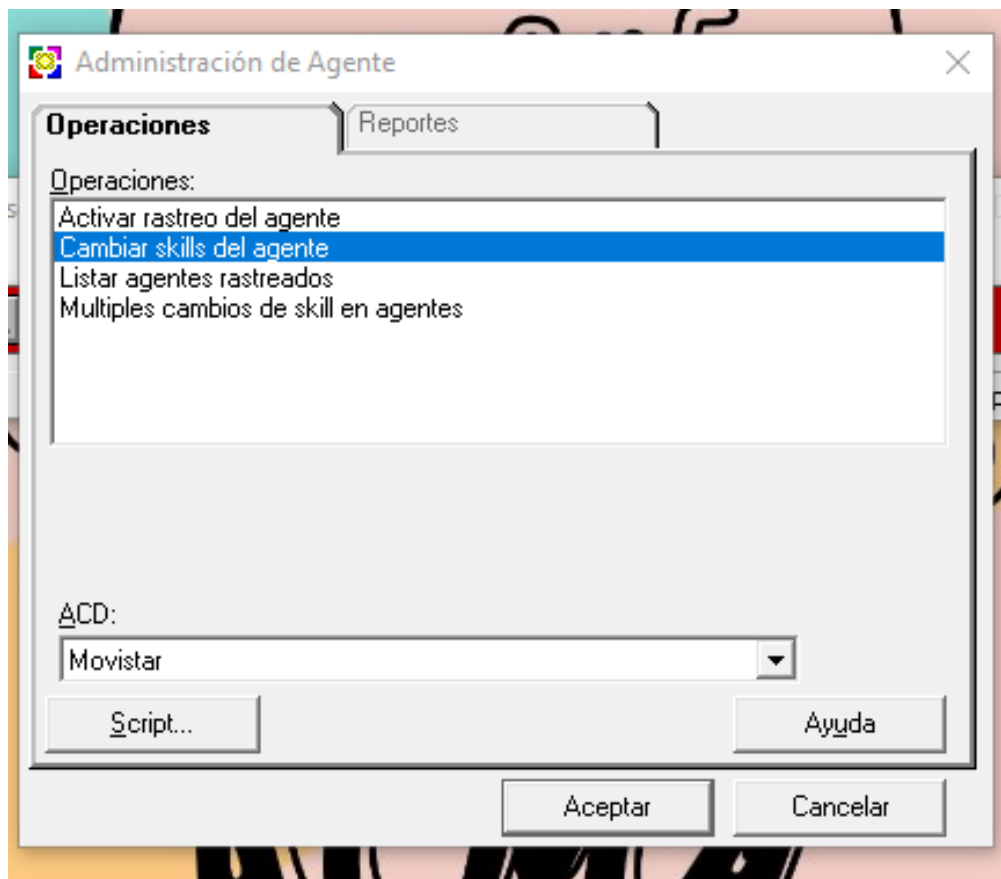 Administración de Agente
Operaciones
Reportes
Operaciones:
Activar rastreo del agente
Cambiar skills del agente
Listar agentes rastreados
Multiples cambios de skill en agentes
ACD:
Movistar
Script...
Ayuda
Aceptar
Cancelar